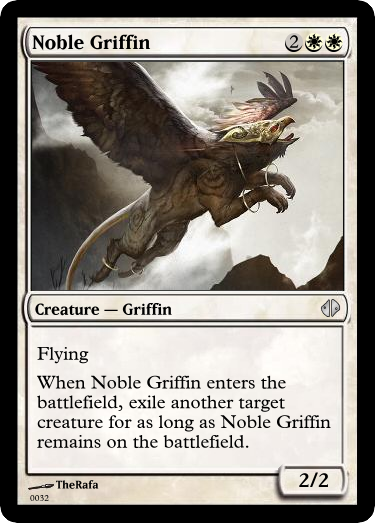 Noble Griffin 2
Creature — Griffin
Flying
When Noble Griffin enters the
battlefield, exile another target
creature for as long as Noble Griffin
remains on the battlefield.
2/2
TheRafa
0032